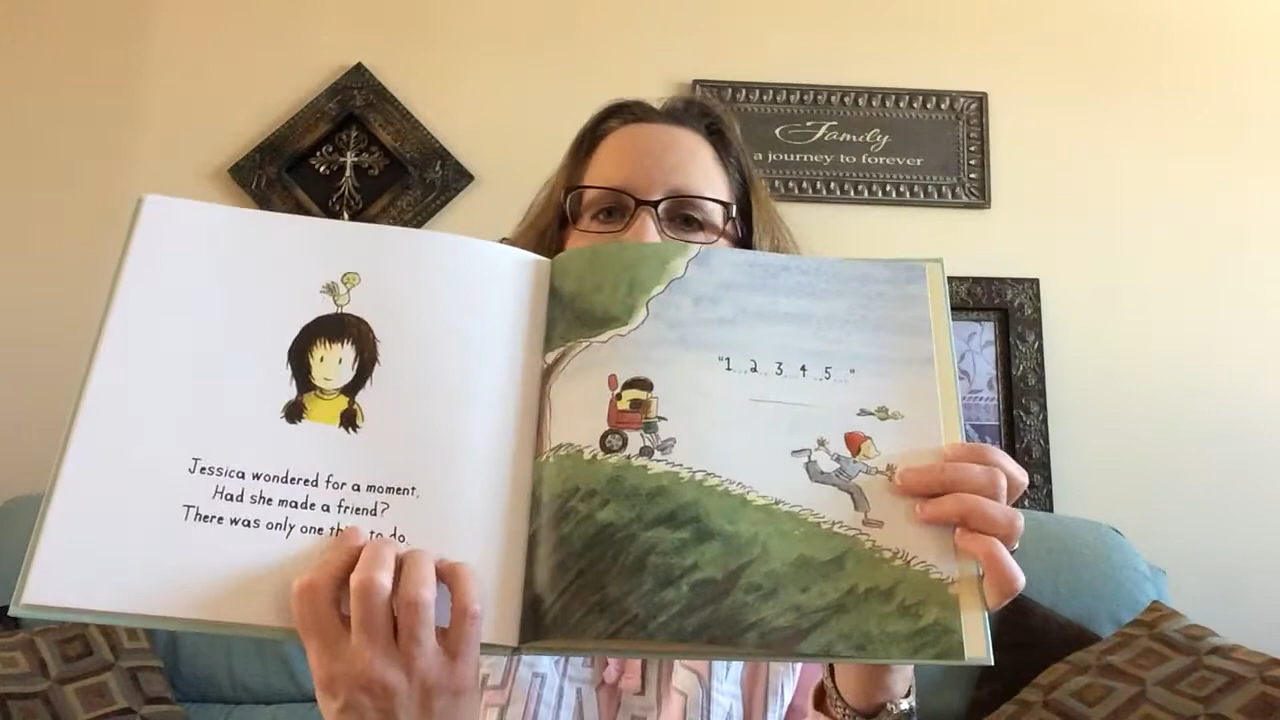 Family
a journey to forever
Jessica wondered for a moment.
Had she made a friend?
There was only one to do.
"1...2...3...4...5..."